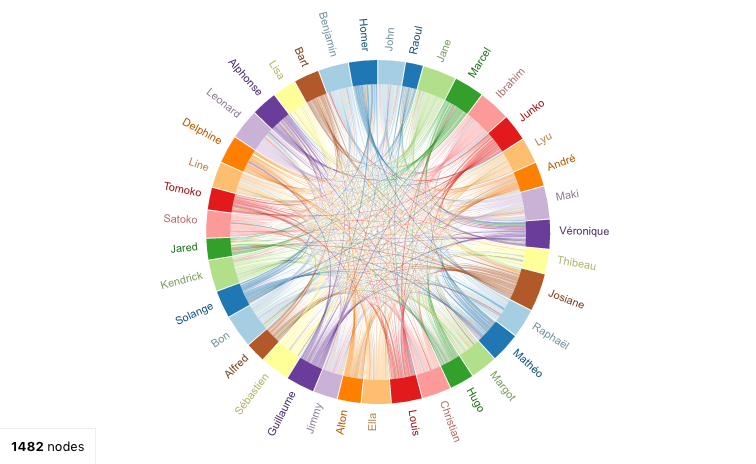 John
Raoul
Jane
Marcel
Ibrahim
Junko
Lyu
André
Maki
Véronique
Thibeau
Josiane
Raphaël
Mathéo
Margot
Hugo
Christian
Louis
Ella
Alton
Jimmy
Guillaume
Sébastien
Alfred
Bon
Solange
Kendrick
Jared
Satoko
Tomoko
Line
Delphine
Leonard
Alphonse
Lisa
Bart
Benjamin
Homer
1482 nodes